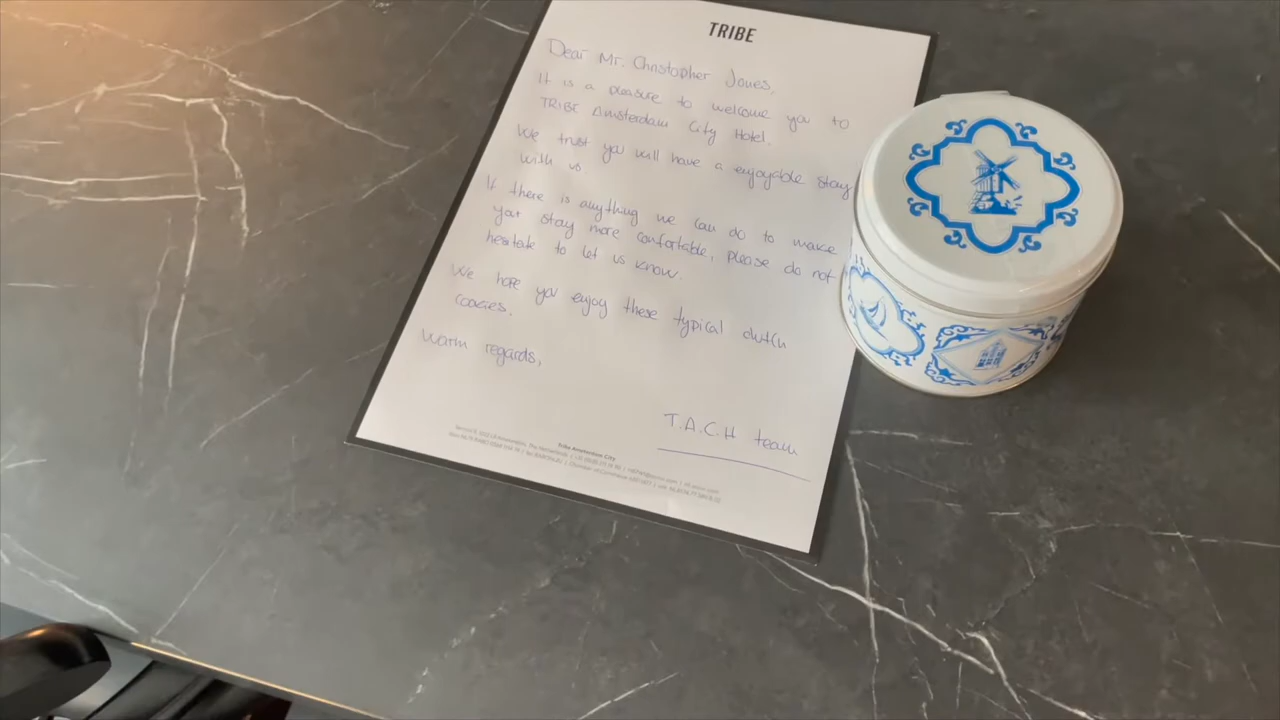 TRIBE
Dear Mr. Christopher Jones,
It is a pleasure to welcome you to
TRIBE Amsterdam City Hotel.
We trust you will have a enjoyable stay
with us
If there is anything we can do to make
your stay more confortable, please do not
hesitate to let us know.
We hope you enjoy these typical dutch
cookies.
Warm regards,
T.A.C.H team
Tribe Amsterdam City